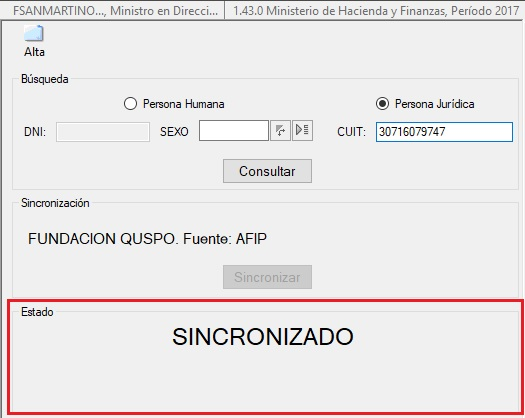 FSANMARTINO..., Ministro en Direcci... 1.43.0 Ministerio de Hacienda y Finanzas, Período 2017
Alta
Búsqueda
Persona Humana Persona Jurídica
DNI: SEXO CUIT: 30716079747
Consultar
Sincronización
FUNDACION QUSPO. Fuente: AFIP
Sincronizar
Estado
SINCRONIZADO